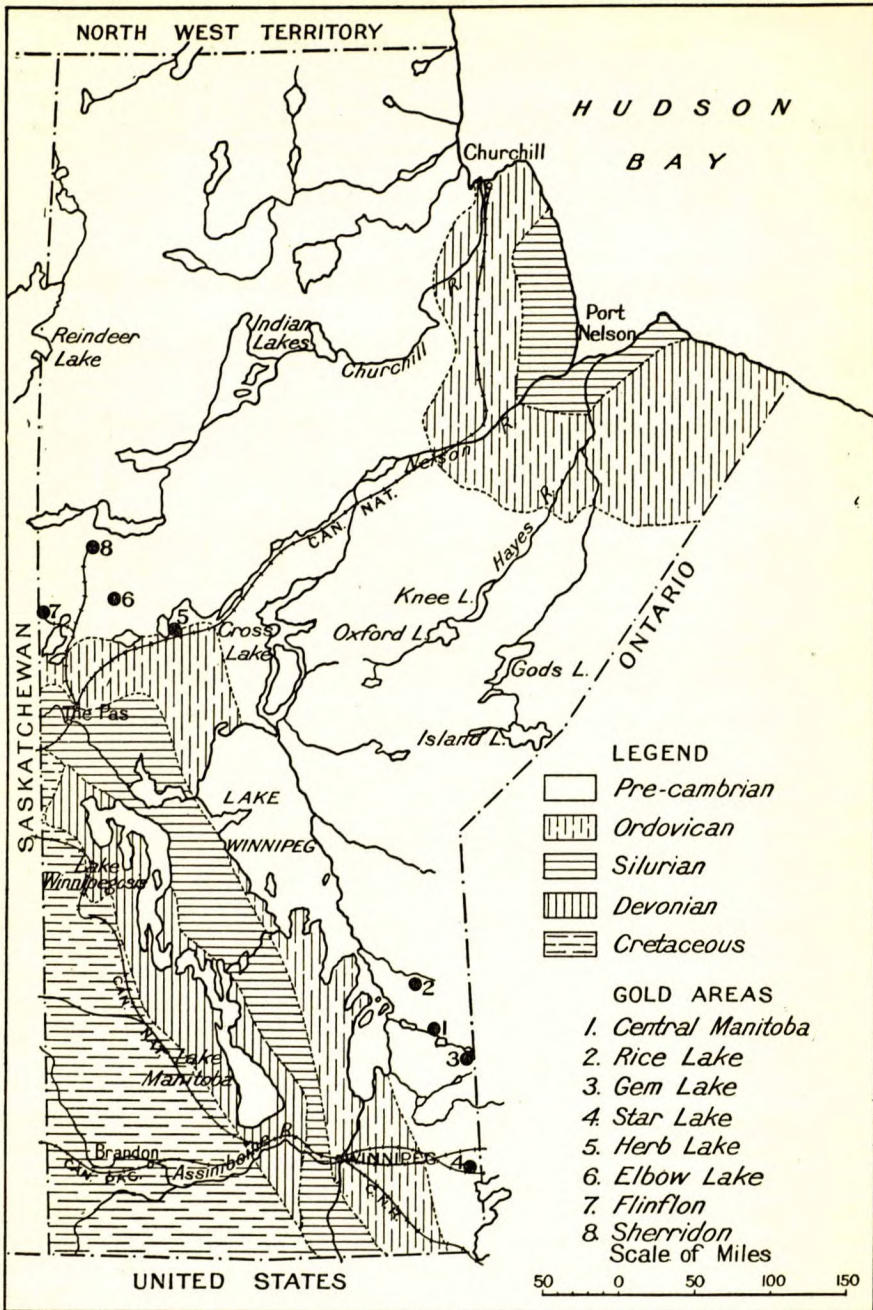 NORTH WEST TERRITORY
HUDSON
BAY
Churchill
R.
Port
Nelson
Reindeer
Lake
Indian
Lakes
Churchill
R.
Nelson
CAN. NAT.
Hayes R.
8
6
7
5
Knee L.
Oxford L.
Cross
Lake
Gods L.
ONTARIO
SASKATCHEWAN
The Pas
Island L.
LAKE
WINNIPEG
Lake
Winnipegosis
LEGEND
Pre-cambrian
Ordovican
Silurian
Devonian
Cretaceous
2
1
3
CAN.
Lake
Manitoba
GOLD AREAS
1. Central Manitoba
2. Rice Lake
3. Gem Lake
4. Star Lake
5. Herb Lake
6. Elbow Lake
7. Flinflon
8. Sherridon
Brandon
Assiniboine R.
WINNIPEG
4
CAN. PAC.
C.N.R.
Scale of Miles
50 0 50 100 150
UNITED STATES